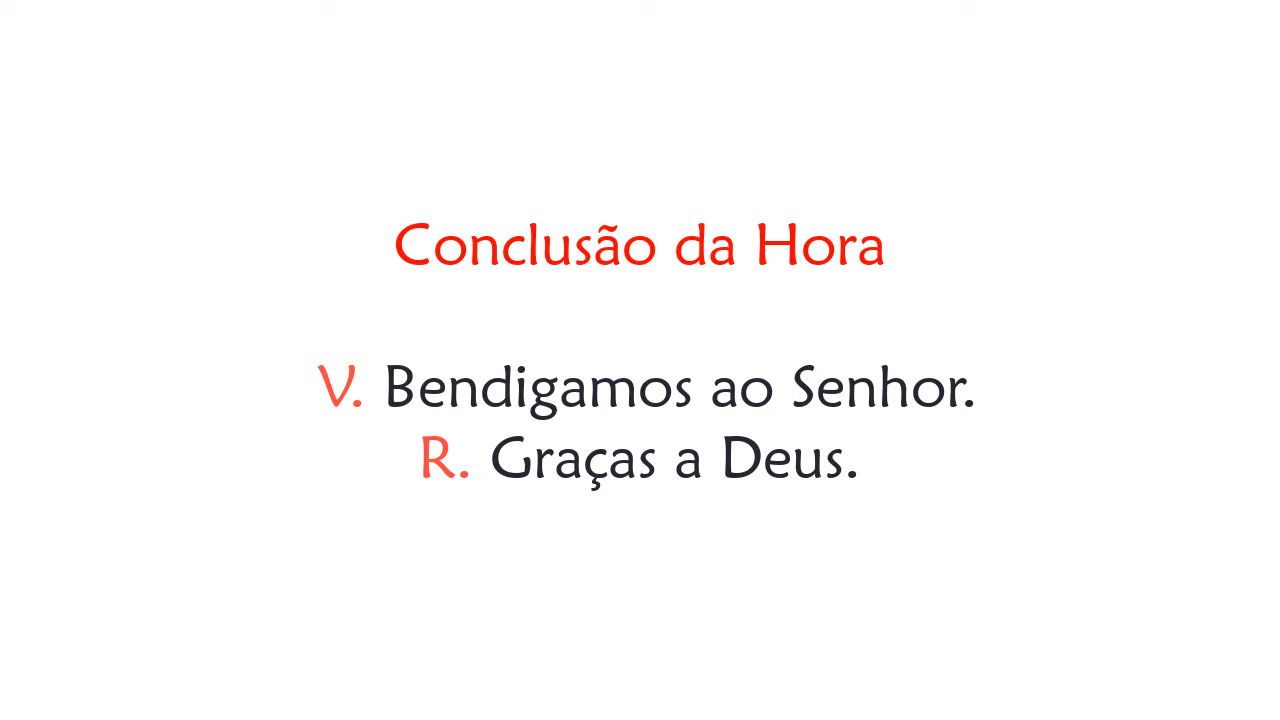 Conclusão da Hora
V. Bendigamos ao Senhor.
R. Graças a Deus.